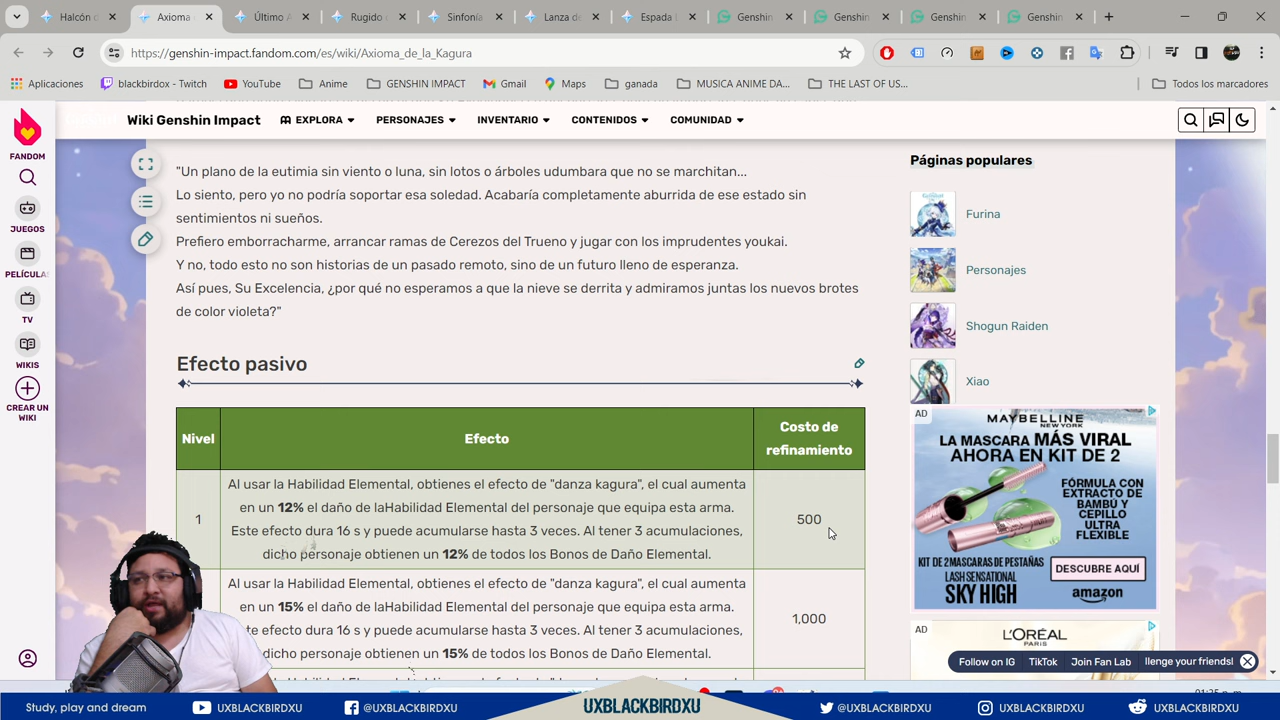 Halcón d
Axioma
Último A
Rugido
Sinfonía
Lanza de
Espada L
Genshin
Genshin
Genshin
Genshin
https://genshin-impact.fandom.com/es/wiki/Axioma_de_la_Kagura
Aplicaciones
blackbirdox - Twitch
YouTube
Anime
GENSHIN IMPACT
Gmail
Maps
ganada
MUSICA ANIME DA...
THE LAST OF US...
Todos los marcadores
Wiki Genshin Impact
EXPLORA
PERSONAJES
INVENTARIO
CONTENIDOS
COMUNIDAD
FANDOM
JUEGOS
PELÍCULAS
TV
WIKIS
CREAR UN
WIKI
"Un plano de la eutimia sin viento o luna, sin lotos o árboles udumbara que no se marchitan...
Lo siento, pero yo no podría soportar esa soledad. Acabaría completamente aburrida de ese estado sin
sentimientos ni sueños.
Prefiero emborracharme, arrancar ramas de Cerezos del Trueno y jugar con los imprudentes youkai.
Y no, todo esto no son historias de un pasado remoto, sino de un futuro lleno de esperanza.
Así pues, Su Excelencia, ¿por qué no esperamos a que la nieve se derrita y admiramos juntas los nuevos brotes
de color violeta?"
Efecto pasivo
Nivel
Efecto
Costo de
refinamiento
1
Al usar la Habilidad Elemental, obtienes el efecto de "danza kagura", el cual aumenta
en un 12% el daño de laHabilidad Elemental del personaje que equipa esta arma.
Este efecto dura 16 s y puede acumularse hasta 3 veces. Al tener 3 acumulaciones,
dicho personaje obtienen un 12% de todos los Bonos de Daño Elemental.
500
Al usar la Habilidad Elemental, obtienes el efecto de "danza kagura", el cual aumenta
en un 15% el daño de laHabilidad Elemental del personaje que equipa esta arma.
te efecto dura 16 s y puede acumularse hasta 3 veces. Al tener 3 acumulaciones,
dicho personaje obtienen un 15% de todos los Bonos de Daño Elemental.
1,000
Páginas populares
Furina
Personajes
Shogun Raiden
Xiao
AD
MAYBELLINE
NEW YORK
LA MASCARA MÁS VIRAL
AHORA EN KIT DE 2
FÓRMULA CON
EXTRACTO DE
BAMBÚ Y
CEPILLO
ULTRA
FLEXIBLE
KIT DE 2 MASCARAS DE PESTAÑAS
LASH SENSATIONAL
SKY HIGH
DESCUBRE AQUÍ
amazon
AD
L'ORÉAL
Follow on IG
TikTok
Join Fan Lab
llenge your friends!
Study, play and dream
UXBLACKBIRDXU
@UXBLACKBIRDXU
UXBLACKBIRDXU
@UXBLACKBIRDXU
UXBLACKBIRDXU
UXBLACKBIRDXU